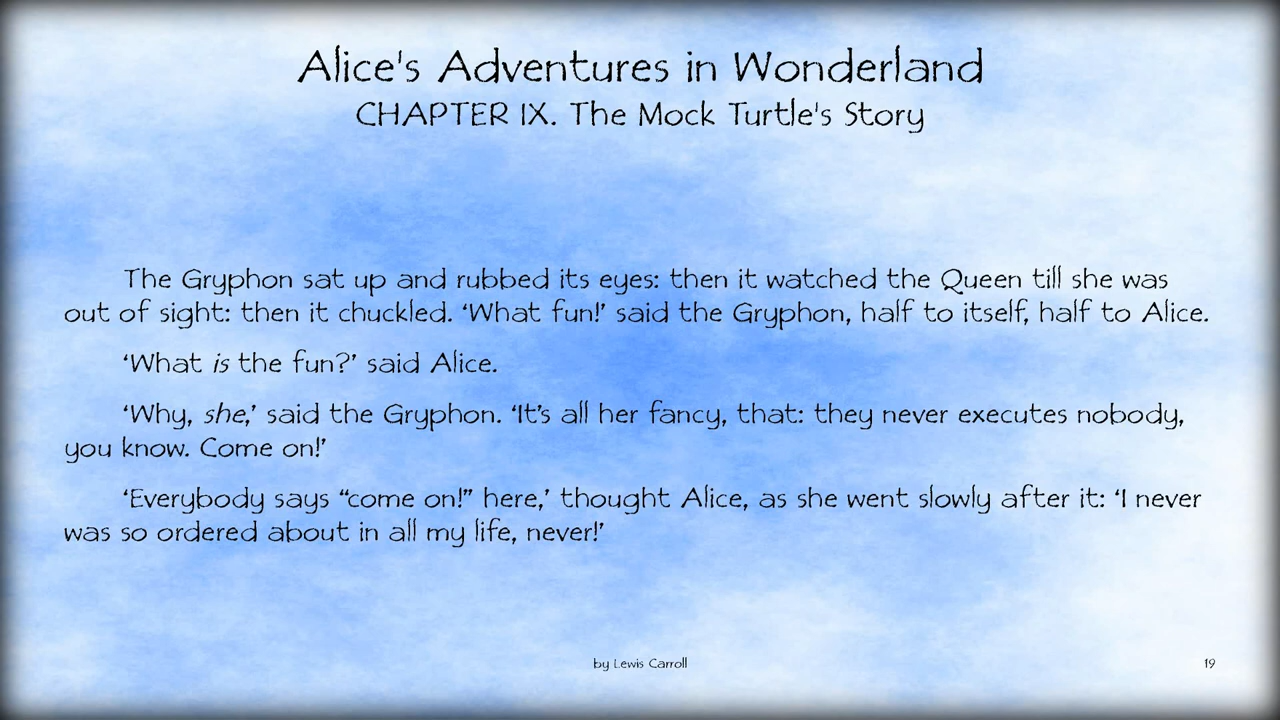 Alice's Adventures in Wonderland
CHAPTER IX. The Mock Turtle's Story
The Gryphon sat up and rubbed its eyes: then it watched the Queen till she was
out of sight: then it chuckled. ‘What fun!’ said the Gryphon, half to itself, half to Alice.
‘What is the fun?’ said Alice.
‘Why, she,’ said the Gryphon. ‘It’s all her fancy, that: they never executes nobody,
you know. Come on!’
‘Everybody says “come on!” here,’ thought Alice, as she went slowly after it: ‘I never
was so ordered about in all my life, never!’
by Lewis Carroll
19